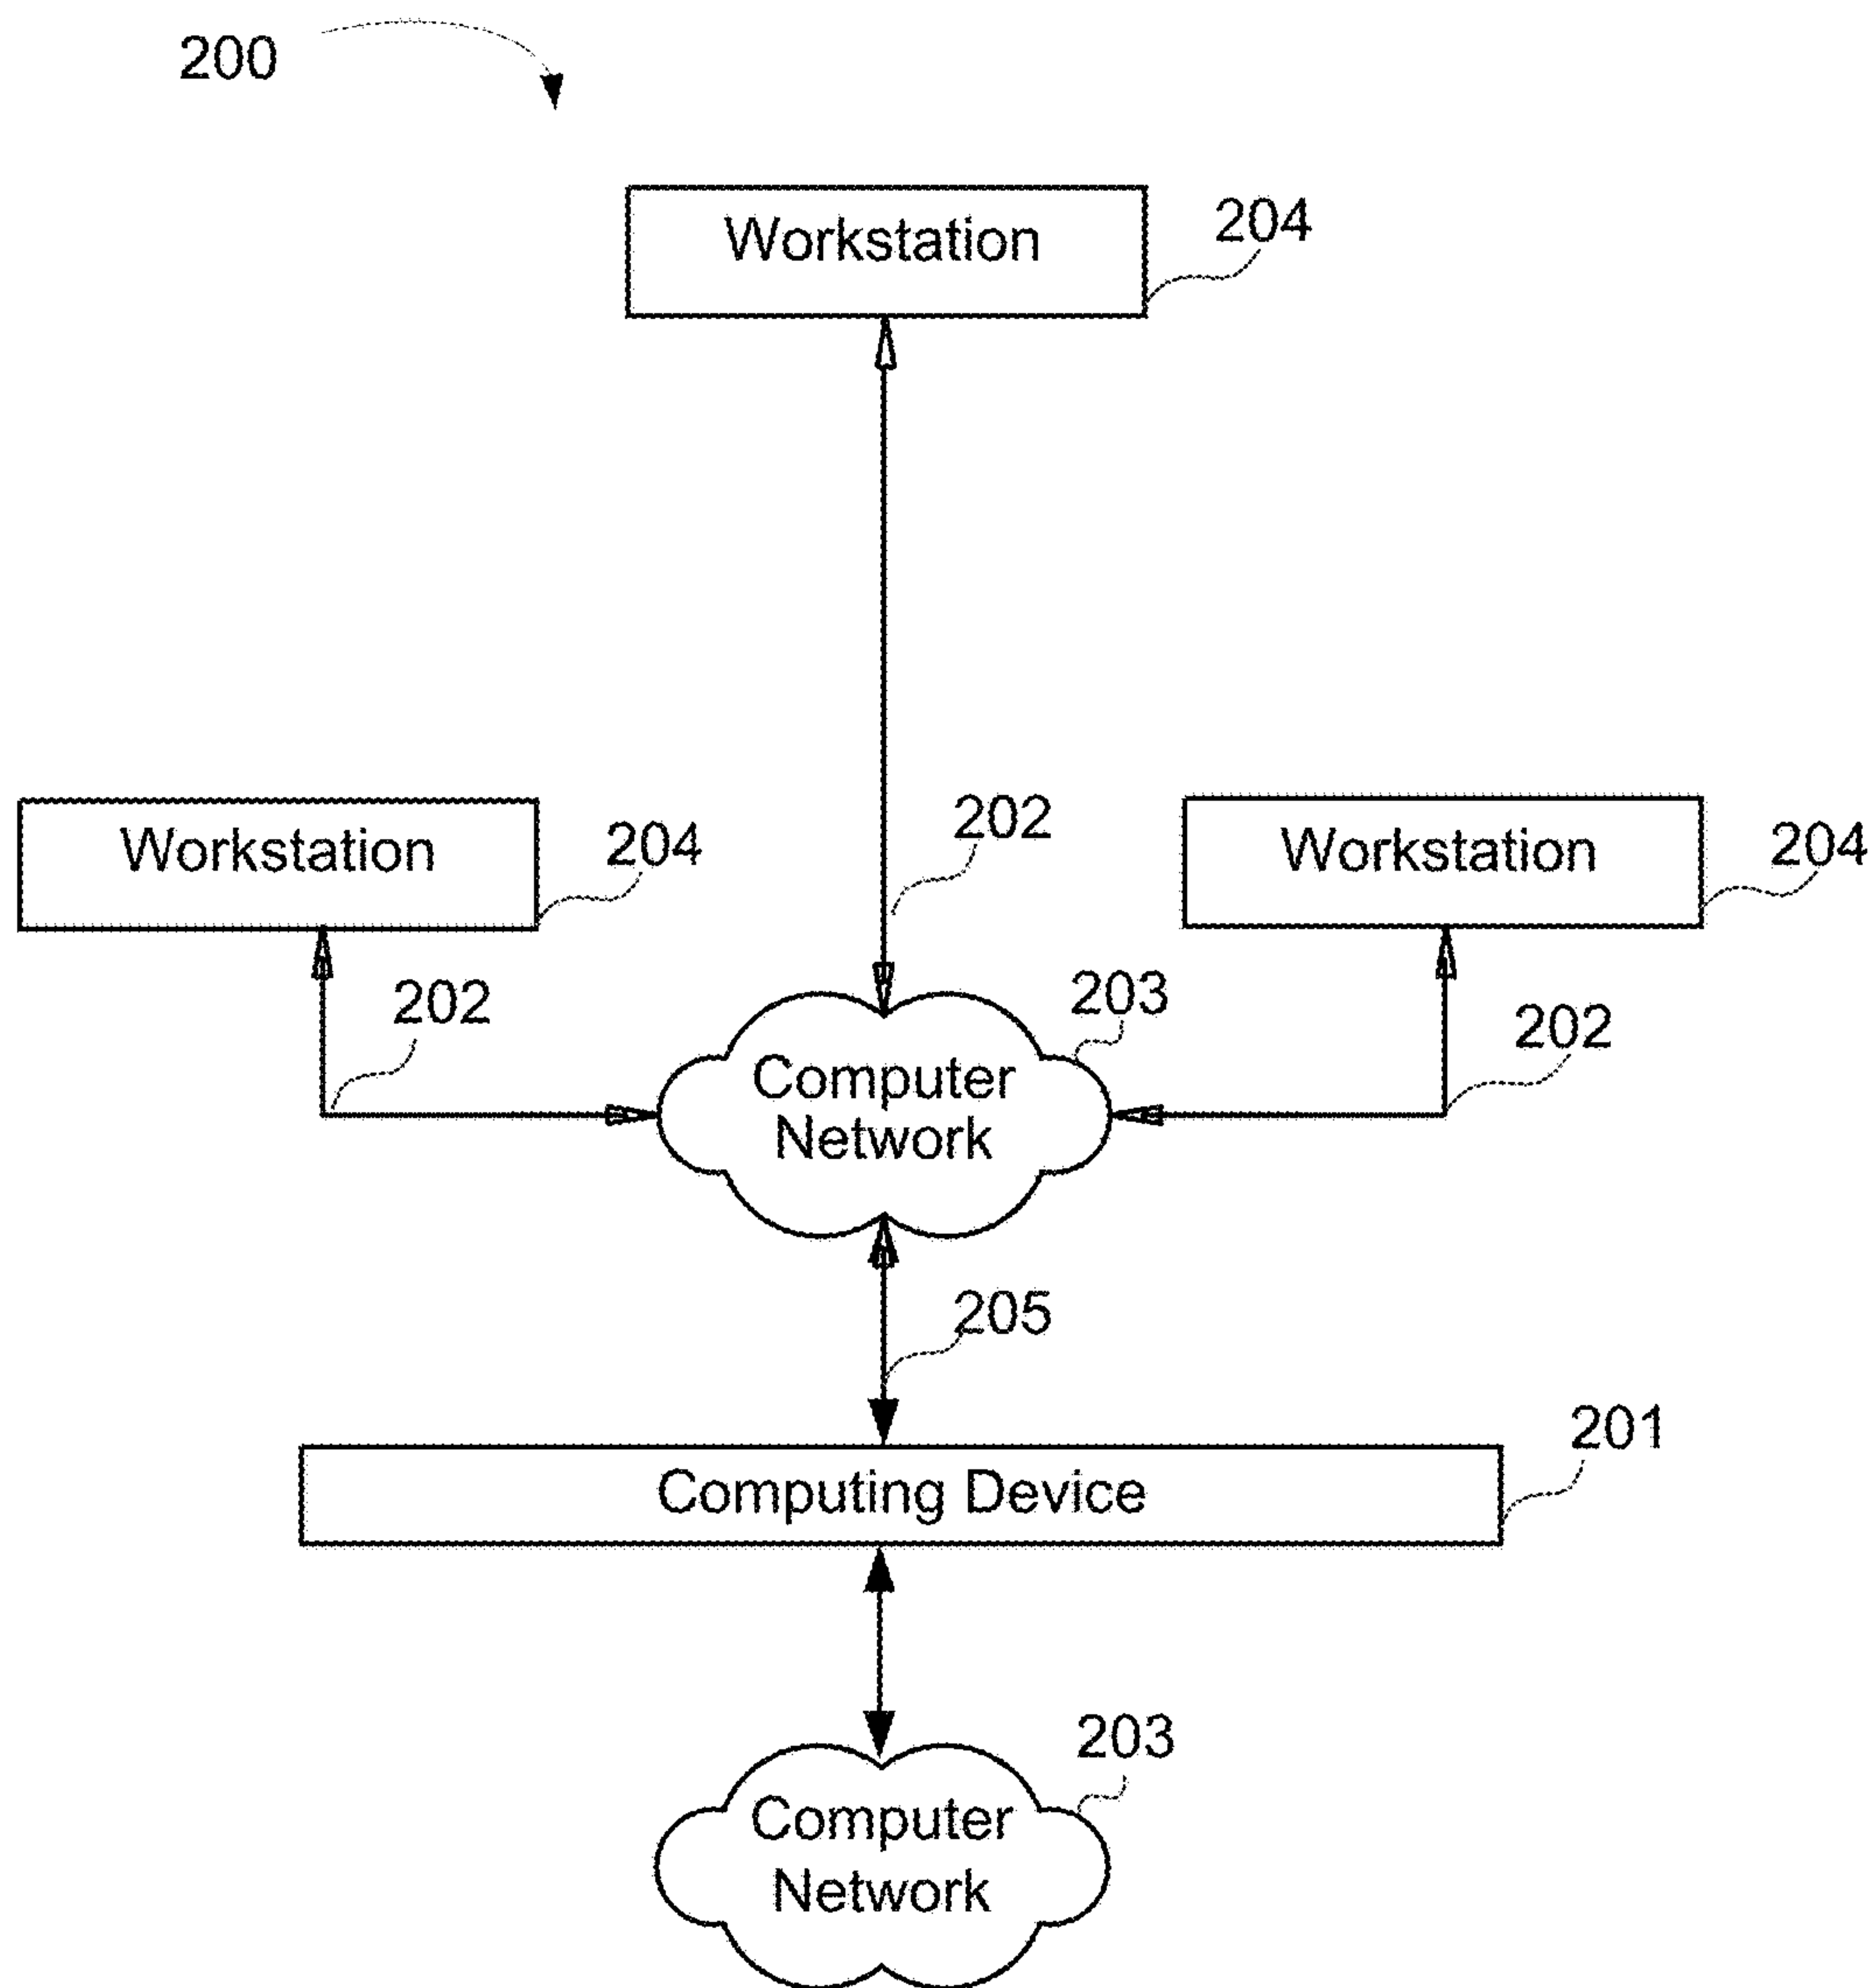 200
Workstation
204
Workstation
204
202
Workstation
204
202
203
202
Computer
Network
205
201
Computing Device
203
Computer
Network